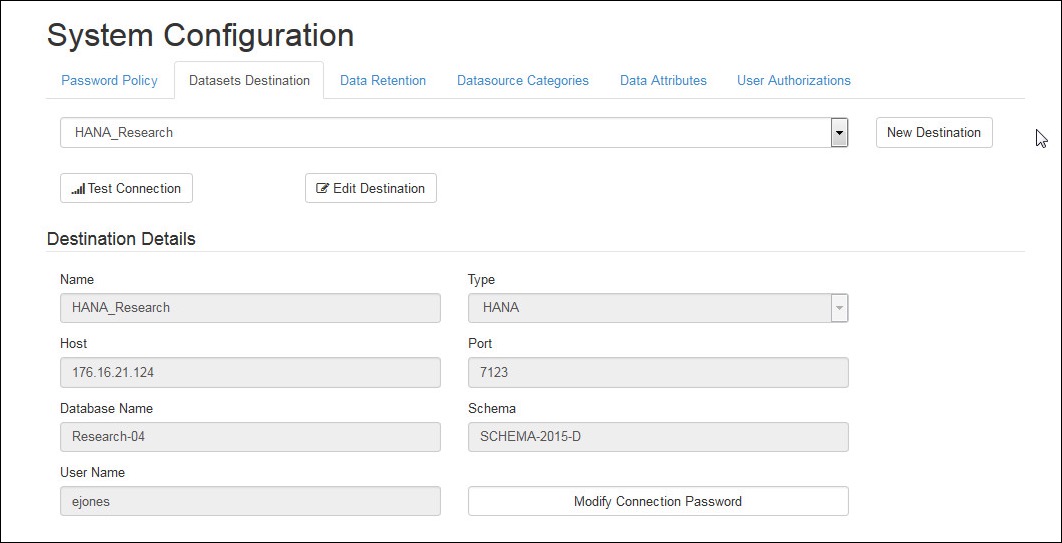 System Configuration
Password Policy Datasets Destination Data Retention Datasource Categories Data Attributes User Authorizations
HANA_Research New Destination
Test Connection Edit Destination
Destination Details
Name Type
HANA_Research HANA
Host Port
176.16.21.124 7123
Database Name Schema
Research-04 SCHEMA-2015-D
User Name
ejones Modify Connection Password